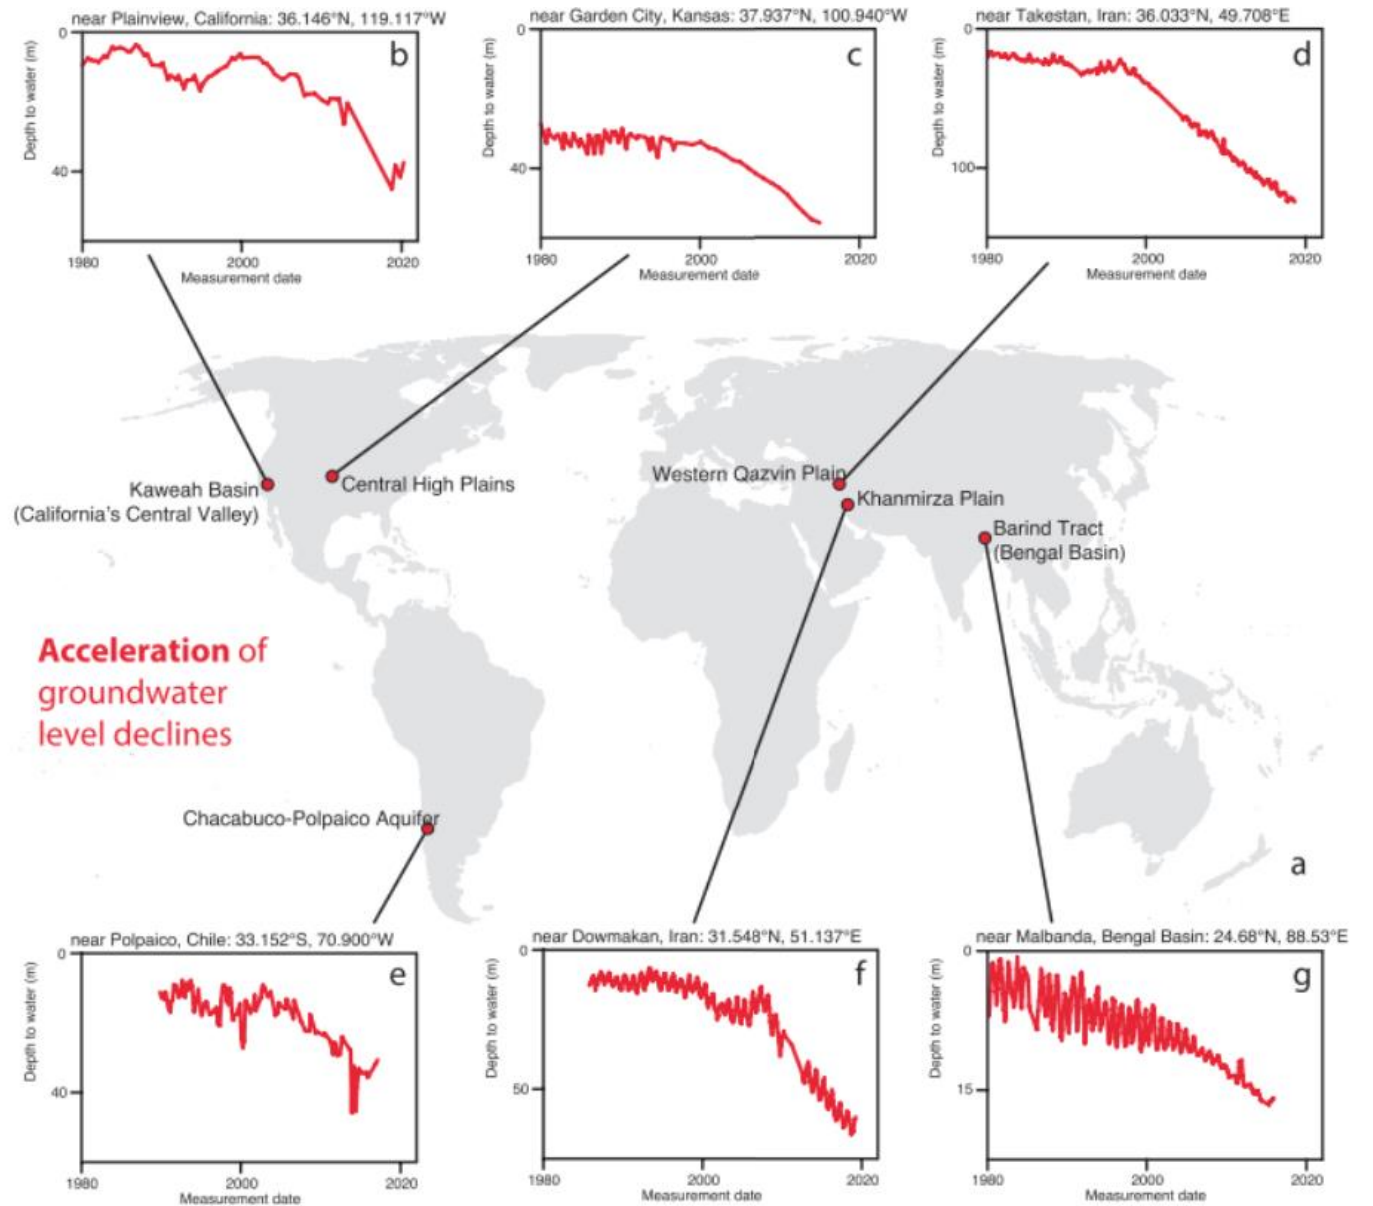 near Plainview, California: 36.146°N, 119.117°W
b
0
40
Depth to water (m)
1980
2000
2020
Measurement date
near Garden City, Kansas: 37.937°N, 100.940°W
c
0
40
Depth to water (m)
1980
2000
2020
Measurement date
near Takestan, Iran: 36.033°N, 49.708°E
d
0
100
Depth to water (m)
1980
2000
2020
Measurement date
Kaweah Basin
(California's Central Valley)
Central High Plains
Western Qazvin Plain
Khanmirza Plain
Barind Tract
(Bengal Basin)
Acceleration of
groundwater
level declines
Chacabuco-Polpaico Aquifer
a
near Polpaico, Chile: 33.152°S, 70.900°W
e
0
40
Depth to water (m)
1980
2000
2020
Measurement date
near Dowmakan, Iran: 31.548°N, 51.137°E
f
0
50
Depth to water (m)
1980
2000
2020
Measurement date
near Malbanda, Bengal Basin: 24.68°N, 88.53°E
g
0
15
Depth to water (m)
1980
2000
2020
Measurement date